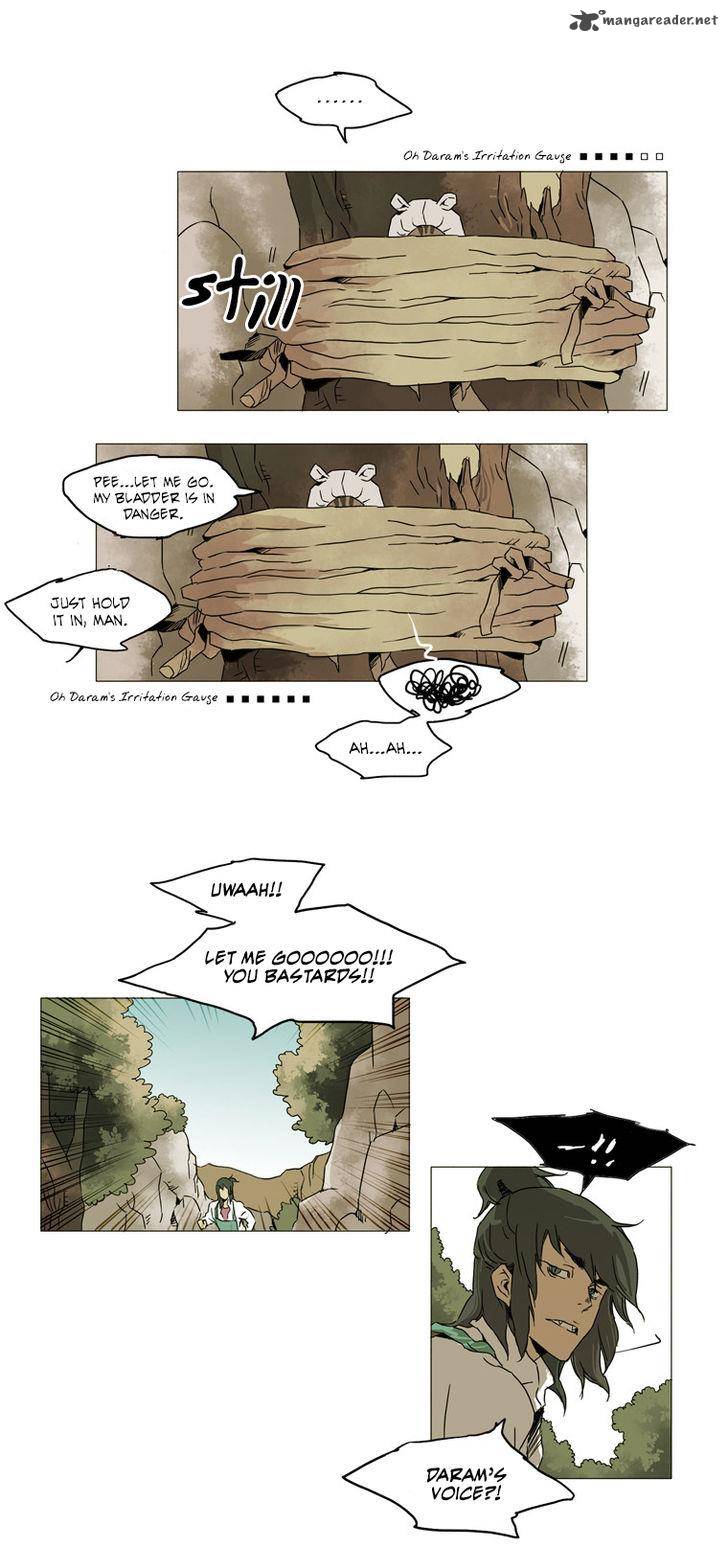 mangareader.net
......
Oh Daram's Irritation Gauge ■ ■ ■ ■ □ □
still
PEE...LET ME GO.
MY BLADDER IS IN
DANGER.
JUST HOLD
IT IN, MAN.
Oh Daram's Irritation Gauge ■ ■ ■ ■ ■ ■
AH...AH...
UWAAH!!
LET ME GOOOOOO!!!
YOU BASTARDS!!
—!!
DARAM'S
VOICE?!